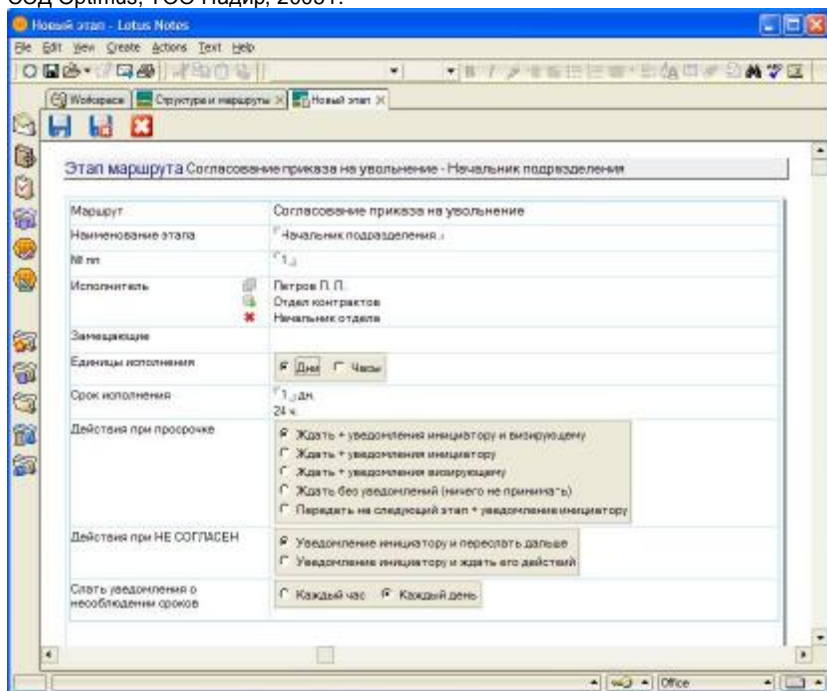 СЭД Optimus, ТОО Надир, 2005г.
Новый этап - Lotus Notes
File Edit View Create Actions Text Help
Workspace Структура и маршруты Новый этап
Этап маршрута Согласование приказа на увольнение - Начальник подразделения
Маршрут Согласование приказа на увольнение
Наименование этапа Начальник подразделения
№ пп 1
Исполнитель Петров П. П.
Отдел контрактов
Начальник отдела
Замещающие
Единицы исполнения Дни Часы
Срок исполнения 1 дн.
24 ч.
Действия при просрочке Ждать + уведомления инициатору и визирующему
Ждать + уведомления инициатору
Ждать + уведомления визирующему
Ждать без уведомлений (ничего не принимать)
Передать на следующий этап + уведомление инициатору
Действия при НЕ СОГЛАСЕН Уведомление инициатору и переслать дальше
Уведомление инициатору и ждать его действий
Слать уведомления о Каждый час Каждый день
несоблюдении сроков
Office